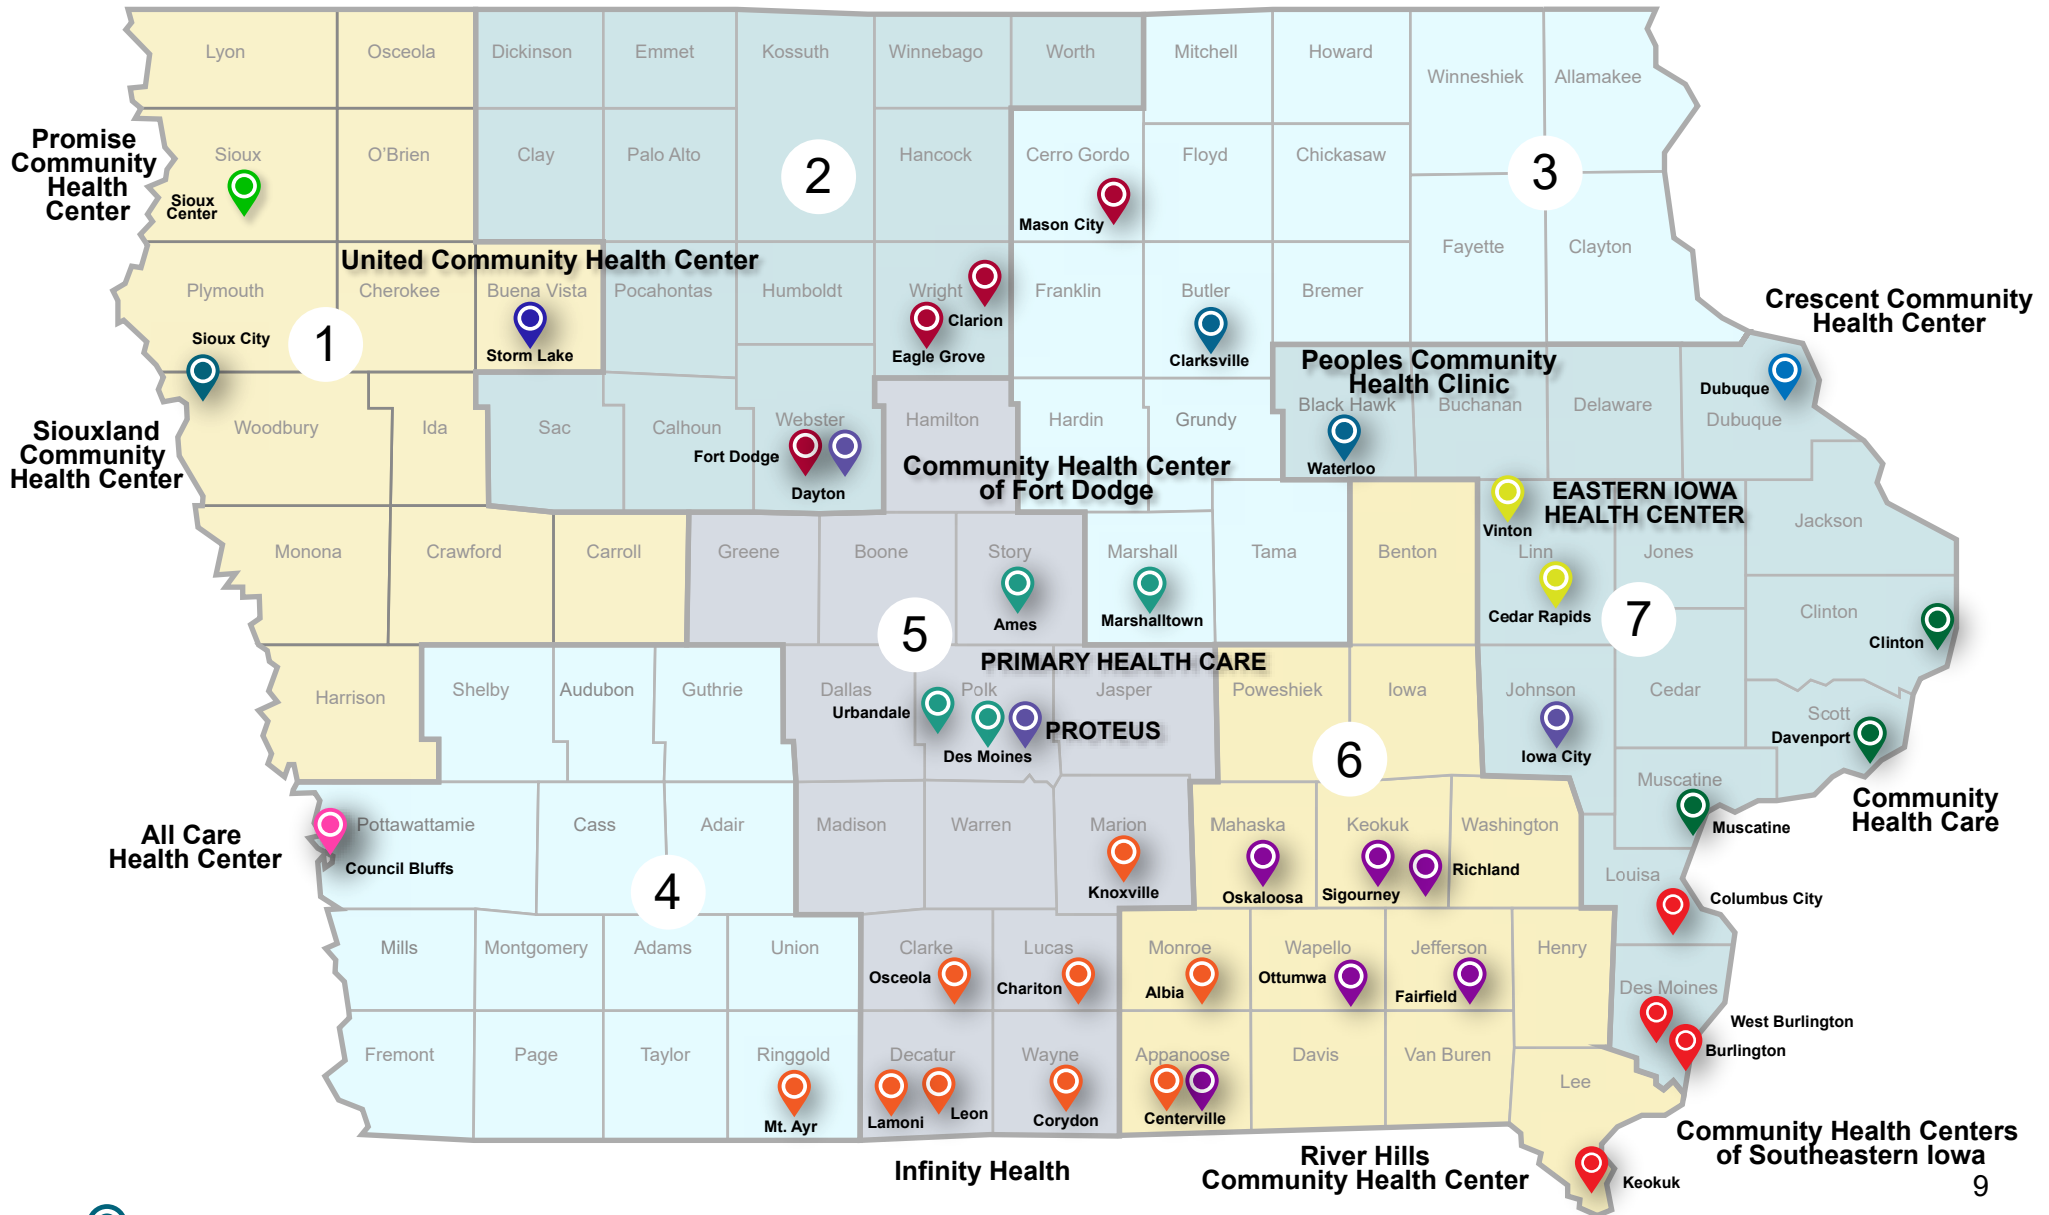 Lyon
Osceola
Dickinson
Emmet
Kossuth
Winnebago
Worth
Mitchell
Howard
Winneshiek
Allamakee
Promise
Community
Health
Center
Sioux
O'Brien
Clay
Palo Alto
2
Hancock
Cerro Gordo
Floyd
Chickasaw
3
Sioux
Center
Mason City
Fayette
Clayton
United Community Health Center
Plymouth
Cherokee
Buena Vista
Pocahontas
Humboldt
Wright
Franklin
Butler
Bremer
Crescent Community
Health Center
Sioux City
1
Storm Lake
Clarion
Eagle Grove
Clarksville
Peoples Community
Health Clinic
Dubuque
Siouxland
Community
Health Center
Woodbury
Ida
Sac
Calhoun
Webster
Hamilton
Hardin
Grundy
Black Hawk
Buchanan
Delaware
Dubuque
Fort Dodge
Dayton
Community Health Center
of Fort Dodge
Waterloo
EASTERN IOWA
HEALTH CENTER
Vinton
Monona
Crawford
Carroll
Greene
Boone
Story
Marshall
Tama
Benton
Linn
Jones
Jackson
Ames
Marshalltown
Cedar Rapids
7
Clinton
Clinton
5
PRIMARY HEALTH CARE
Harrison
Shelby
Audubon
Guthrie
Dallas
Polk
Jasper
Poweshiek
Iowa
Johnson
Cedar
Scott
Urbandale
PROTEUS
Des Moines
Iowa City
Davenport
6
Muscatine
Muscatine
Community
Health Care
All Care
Health Center
Pottawattamie
Cass
Adair
Madison
Warren
Marion
Mahaska
Keokuk
Washington
Council Bluffs
4
Knoxville
Oskaloosa
Sigourney
Richland
Louisa
Columbus City
Mills
Montgomery
Adams
Union
Clarke
Lucas
Monroe
Wapello
Jefferson
Henry
Osceola
Chariton
Albia
Ottumwa
Fairfield
Des Moines
West Burlington
Burlington
Fremont
Page
Taylor
Ringgold
Decatur
Wayne
Appanoose
Davis
Van Buren
Lee
Mt. Ayr
Lamoni
Leon
Corydon
Centerville
Infinity Health
River Hills
Community Health Center
Community Health Centers
of Southeastern Iowa
Keokuk
9